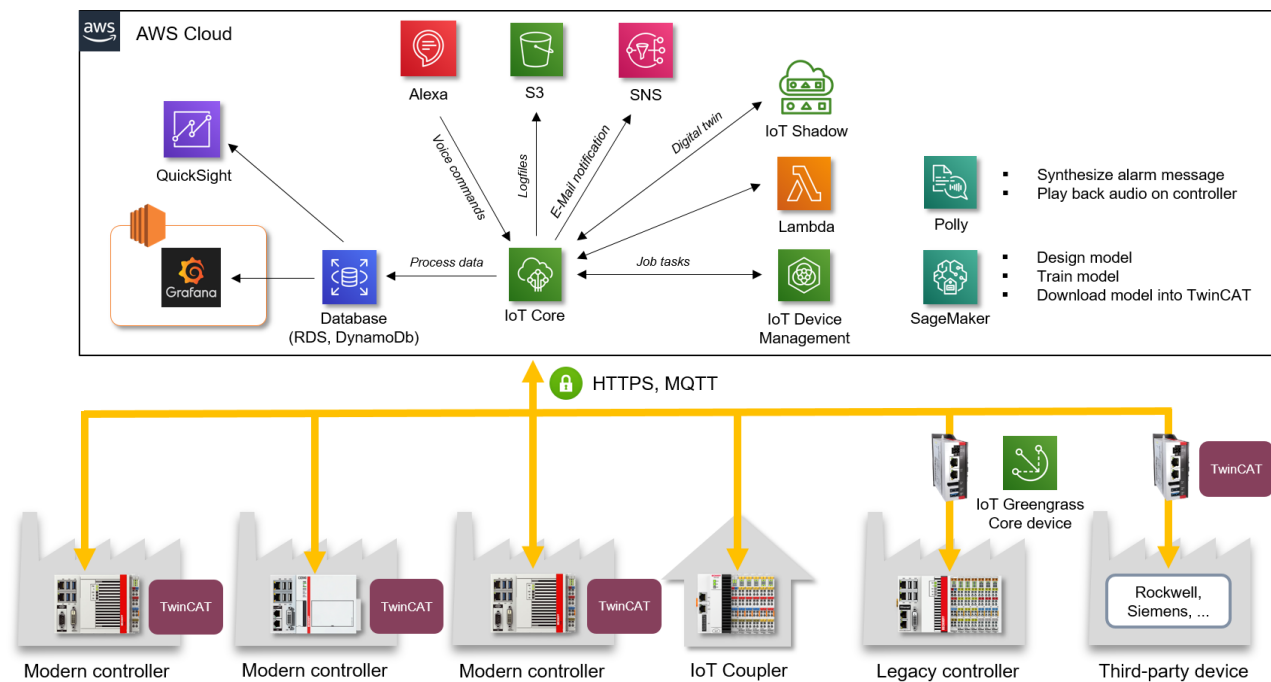 aws
AWS Cloud
Alexa
S3
SNS
IoT Shadow
QuickSight
Voice commands
Logfiles
E-Mail notification
Digital twin
Lambda
Polly
Synthesize alarm message
Play back audio on controller
Grafana
Process data
Job tasks
Database
(RDS, DynamoDb)
IoT Core
IoT Device
Management
SageMaker
Design model
Train model
Download model into TwinCAT
HTTPS, MQTT
IoT Greengrass
Core device
TwinCAT
TwinCAT
TwinCAT
TwinCAT
Rockwell,
Siemens, ...
Modern controller
Modern controller
Modern controller
IoT Coupler
Legacy controller
Third-party device